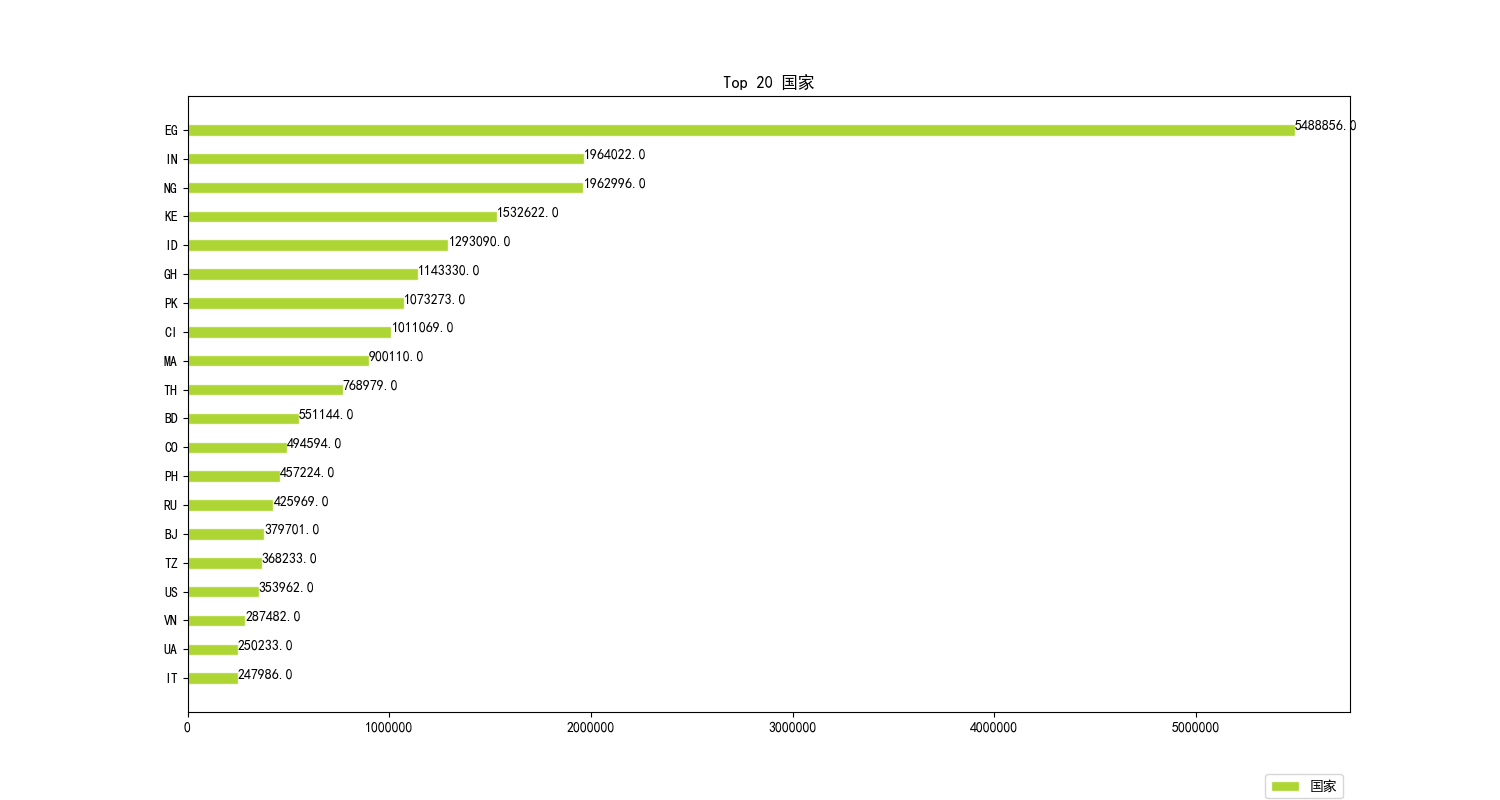 Top 20 国家
EG 5488856.0
IN 1964022.0
NG 1962996.0
KE 1532622.0
ID 1293090.0
GH 1143330.0
PK 1073273.0
CI 1011069.0
MA 900110.0
TH 768979.0
BD 551144.0
CO 494594.0
PH 457224.0
RU 425969.0
BJ 379701.0
TZ 368233.0
US 353962.0
VN 287482.0
UA 250233.0
IT 247986.0
0 1000000 2000000 3000000 4000000 5000000
国家